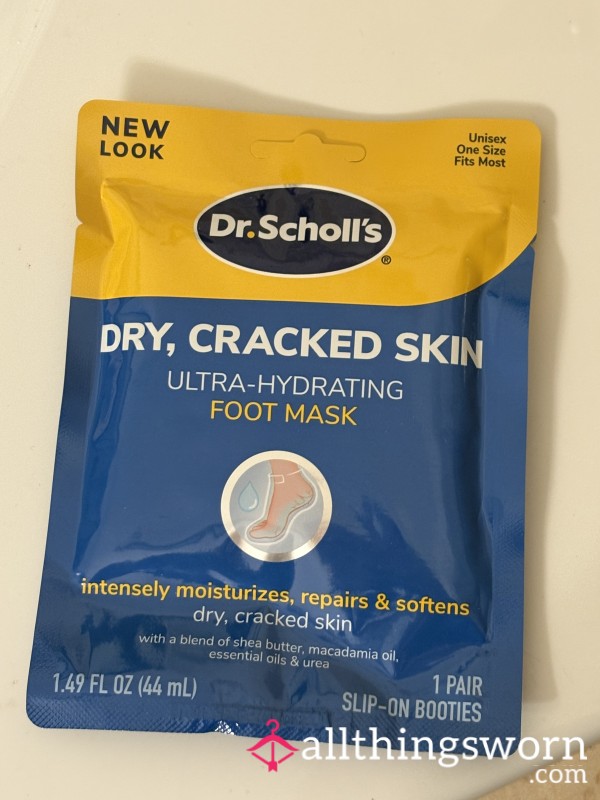 NEW
LOOK
Unisex
One Size
Fits Most
Dr.Scholl's®
DRY, CRACKED SKIN
ULTRA-HYDRATING
FOOT MASK
intensely moisturizes, repairs & softens
dry, cracked skin
with a blend of shea butter, macadamia oil,
essential oils & urea
1.49 FL OZ (44 mL)
1 PAIR
SLIP-ON BOOTIES
allthingsworn
.com